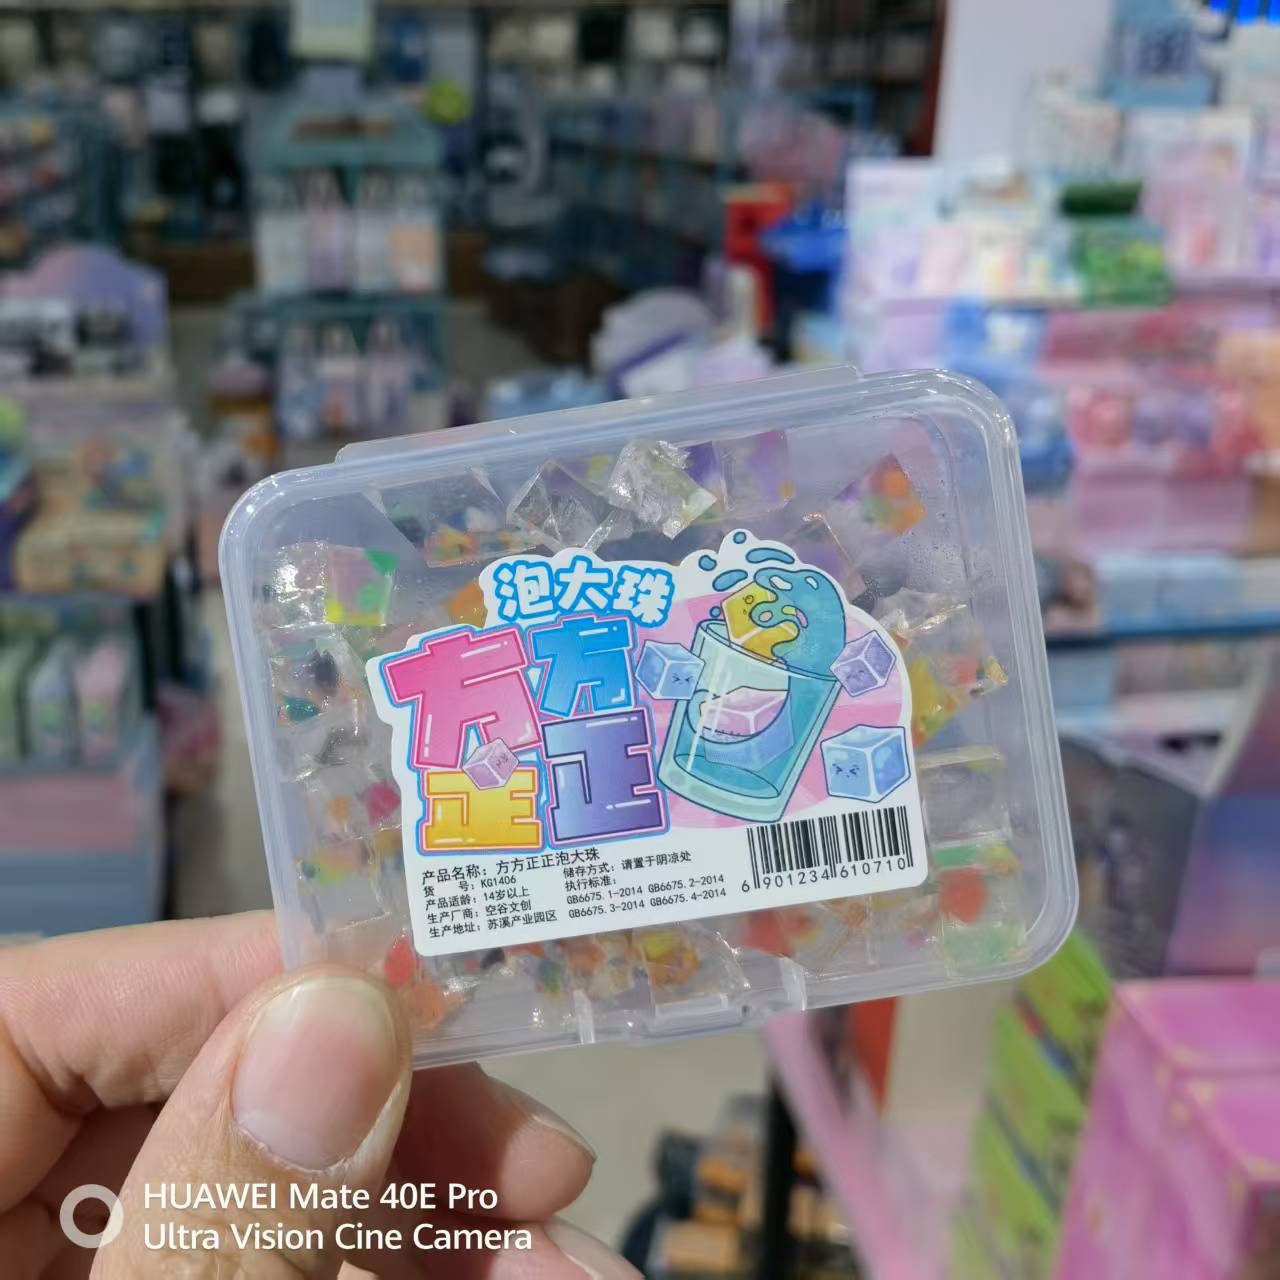 泡大珠
方方
正正
产品名称：方方正正泡大珠
货 号：KG1406
产品适龄：14岁以上
生产厂商：空谷文创
生产地址：苏溪产业园区
储存方式：请置于阴凉处
执行标准：
GB6675.1-2014 GB6675.2-2014
GB6675.3-2014 GB6675.4-2014
6 901234 610710
HUAWEI Mate 40E Pro
Ultra Vision Cine Camera